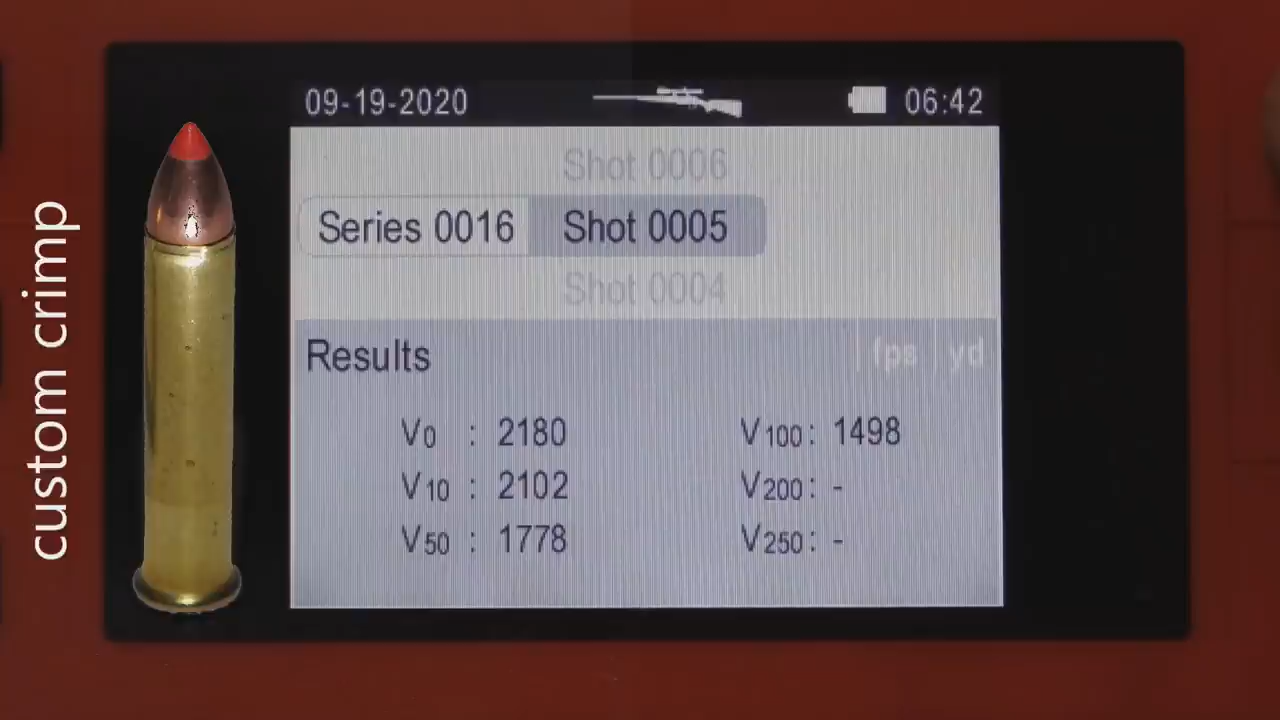 custom crimp
09-19-2020 06:42
Shot 0006
Series 0016 Shot 0005
Shot 0004
Results fps | yd
V0 : 2180 V100 : 1498
V10 : 2102 V200 : -
V50 : 1778 V250 : -